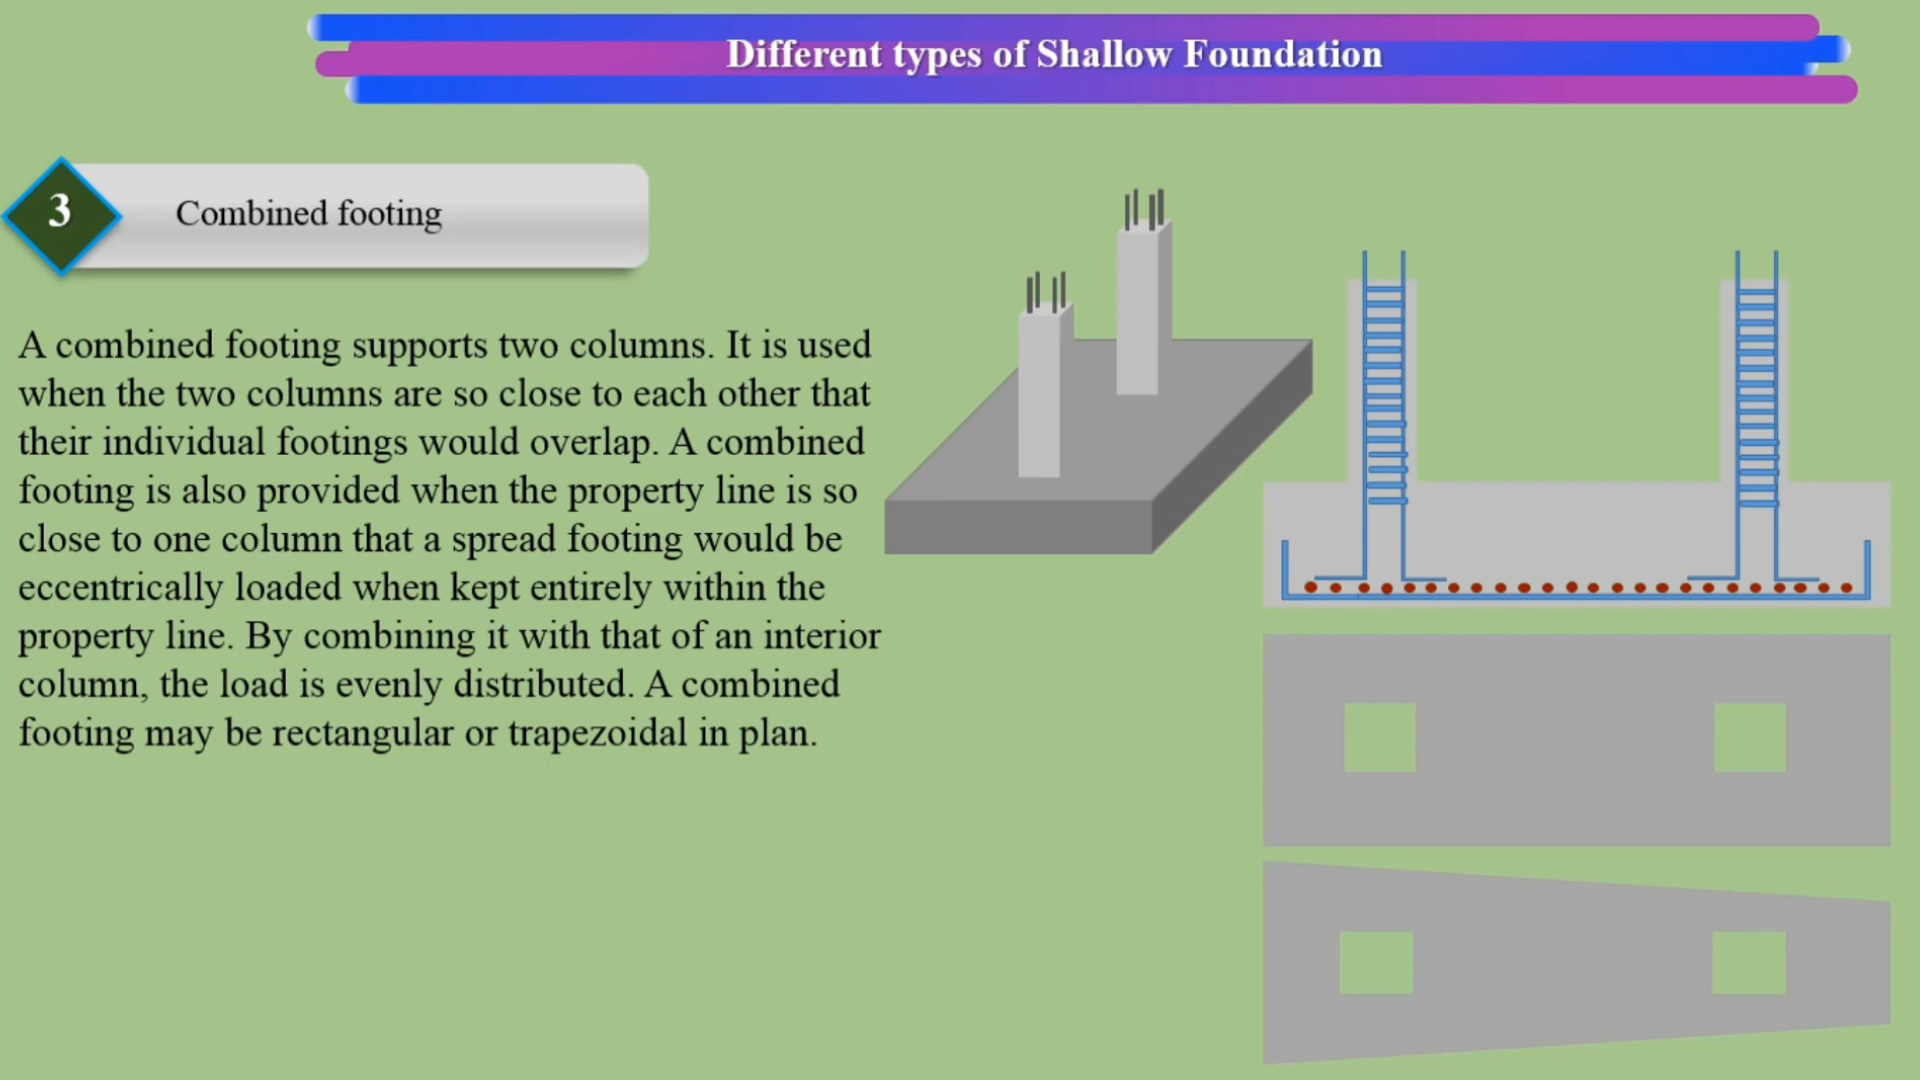 Different types of Shallow Foundation
3
Combined footing
A combined footing supports two columns. It is used
when the two columns are so close to each other that
their individual footings would overlap. A combined
footing is also provided when the property line is so
close to one column that a spread footing would be
eccentrically loaded when kept entirely within the
property line. By combining it with that of an interior
column, the load is evenly distributed. A combined
footing may be rectangular or trapezoidal in plan.